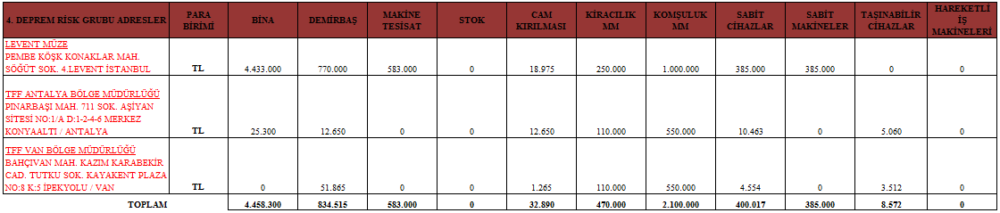 4. DEPREM RİSK GRUBU ADRESLER PARA BİRİMİ BİNA DEMİRBAŞ MAKİNE TESİSAT STOK CAM KIRILMASI KİRACILIK MM KOMŞULUK MM SABİT CİHAZLAR SABİT MAKİNELER TAŞINABİLİR CİHAZLAR HAREKETLİ İŞ MAKİNELERİ
LEVENT MÜZE
PEMBE KÖŞK KONAKLAR MAH.
SÖĞÜT SOK. 4.LEVENT İSTANBUL TL 4.433.000 770.000 583.000 0 18.975 250.000 1.000.000 385.000 385.000 0 0
TFF ANTALYA BÖLGE MÜDÜRLÜĞÜ
PINARBAŞI MAH. 711 SOK. AŞİYAN
SİTESİ NO:1/A D:1-2-4-6 MERKEZ
KONYAALTI / ANTALYA TL 25.300 12.650 0 0 12.650 110.000 550.000 10.463 0 5.060 0
TFF VAN BÖLGE MÜDÜRLÜĞÜ
BAHÇIVAN MAH. KAZIM KARABEKİR
CAD. TUTKU SOK. KAYAKENT PLAZA
NO:8 K:5 İPEKYOLU / VAN TL 0 51.865 0 0 1.265 110.000 550.000 4.554 0 3.512 0
TOPLAM 4.458.300 834.515 583.000 0 32.890 470.000 2.100.000 400.017 385.000 8.572 0